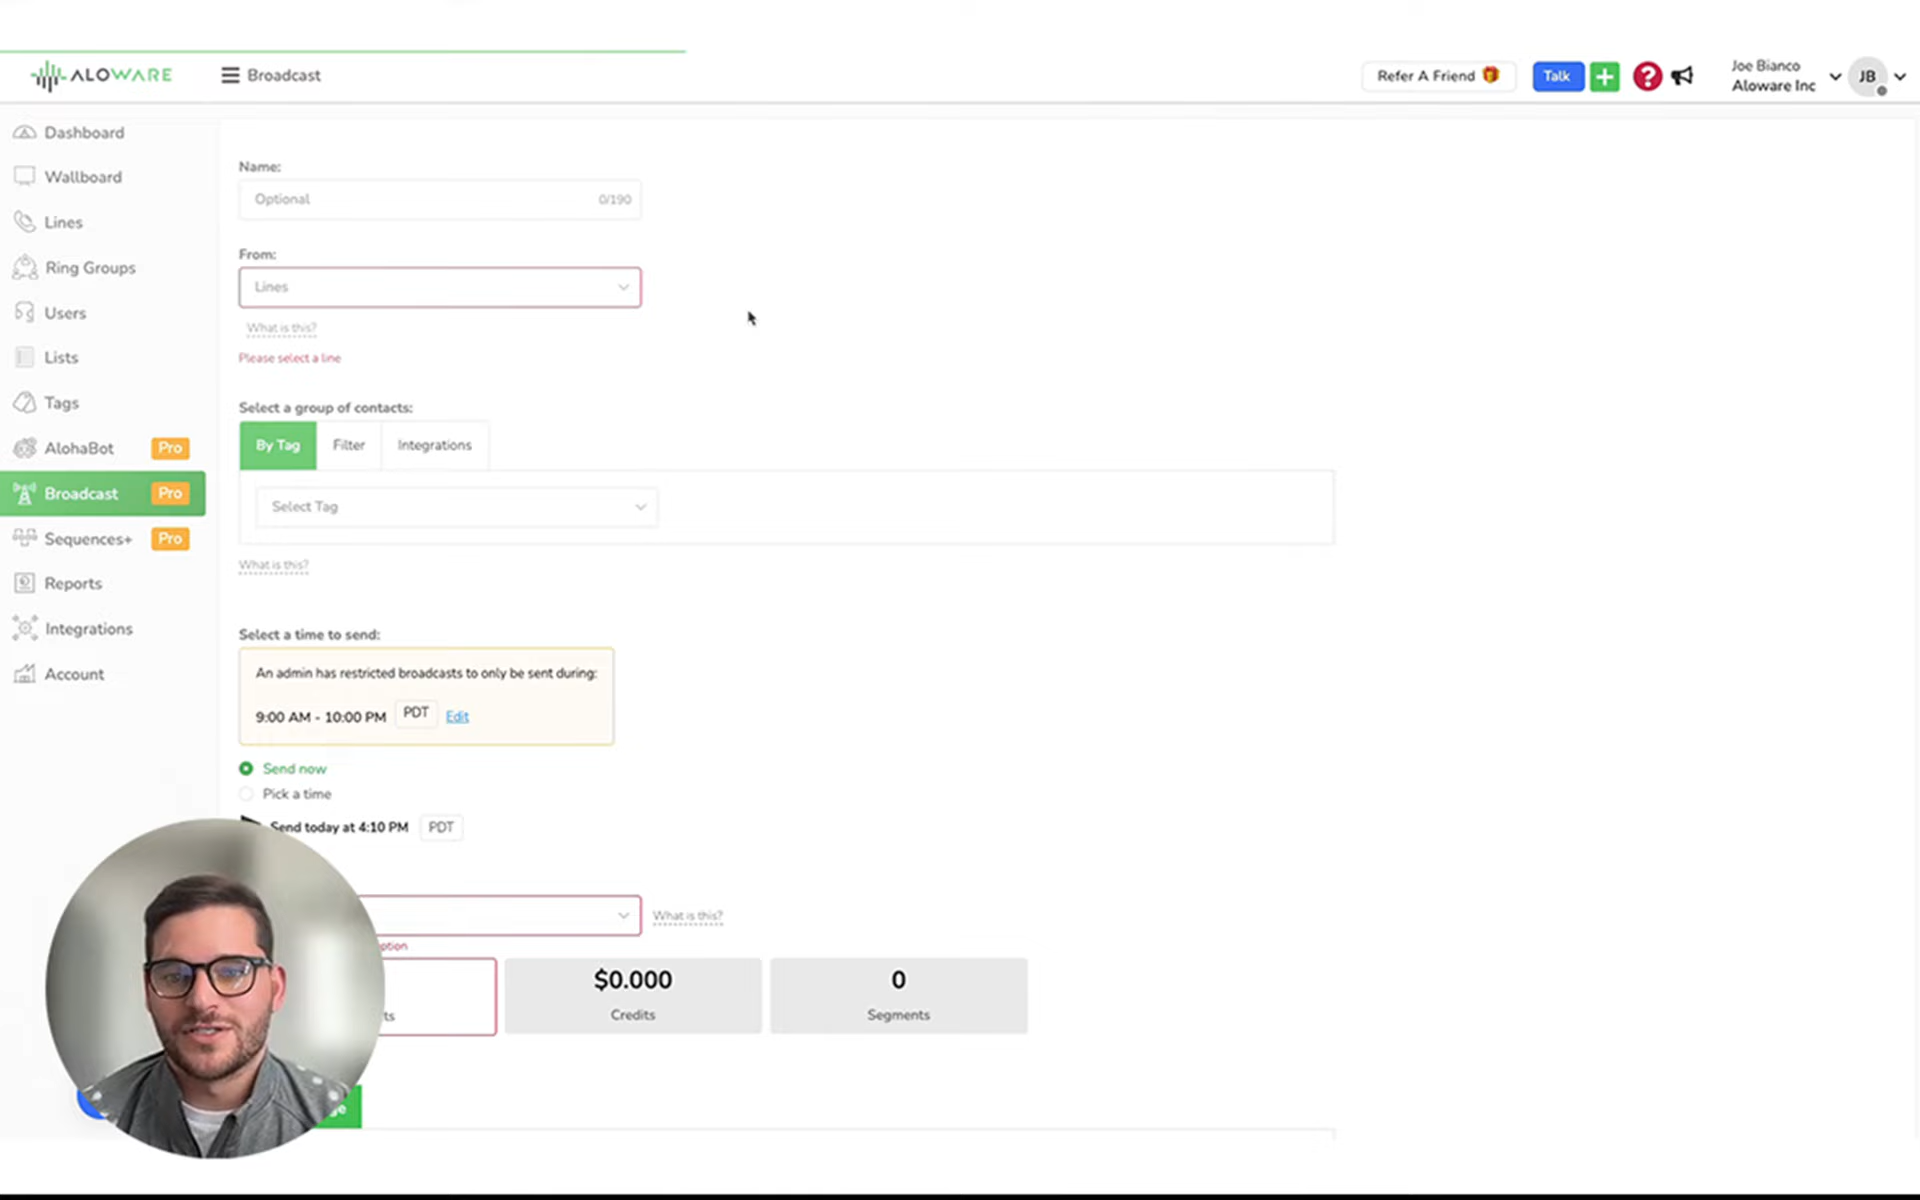 ALOWARE
Broadcast
Refer A Friend
Talk
Joe Bianco
Aloware Inc
JB
Dashboard
Wallboard
Lines
Ring Groups
Users
Lists
Tags
AlohaBot Pro
Broadcast Pro
Sequences+ Pro
Reports
Integrations
Account
Name:
Optional 0/190
From:
Lines
What is this?
Please select a line
Select a group of contacts:
By Tag Filter Integrations
Select Tag
What is this?
Select a time to send:
An admin has restricted broadcasts to only be sent during:
9:00 AM - 10:00 PM PDT Edit
Send now
Pick a time
Send today at 4:10 PM PDT
What is this?
$0.000
Credits
0
Segments